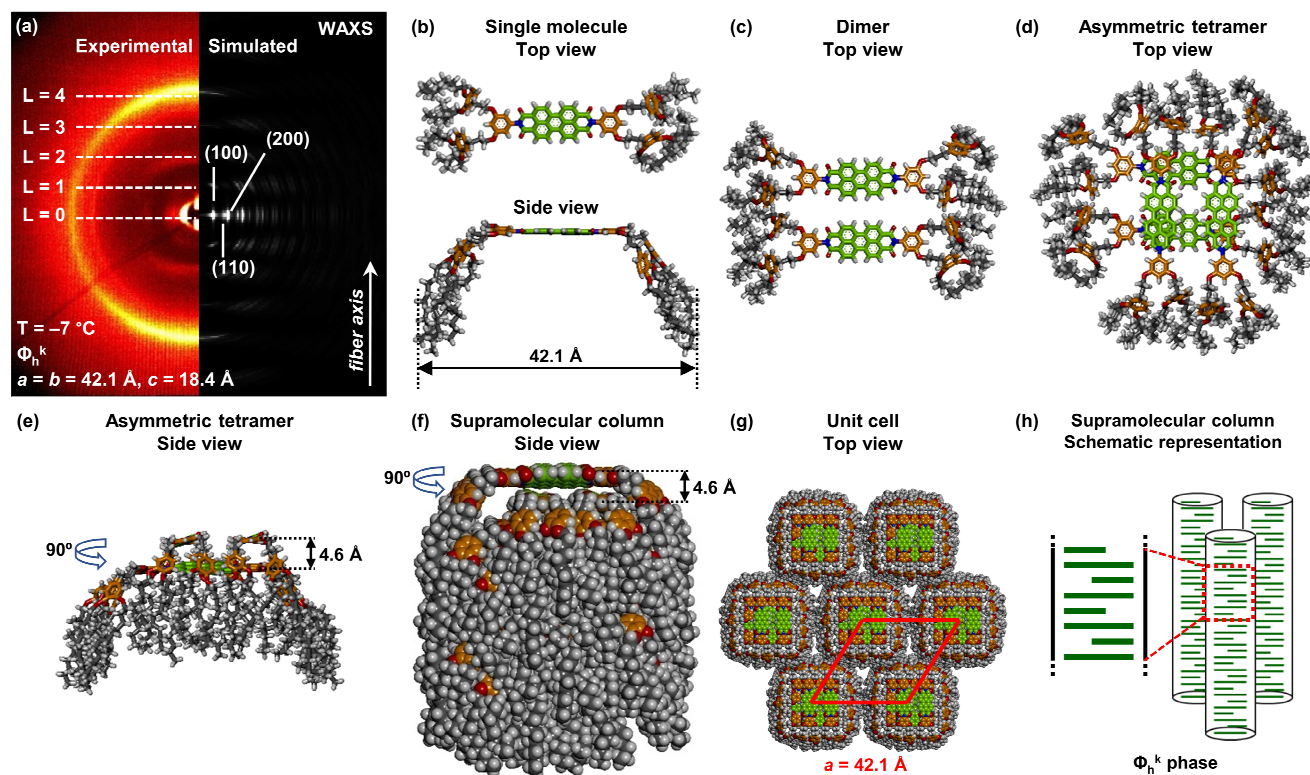 (a)
WAXS
Experimental
Simulated
L = 4
L = 3
L = 2
L = 1
L = 0
(100)
(200)
(110)
T = –7 °C
Φhᵏ
a = b = 42.1 Å, c = 18.4 Å
fiber axis
(b)
Single molecule
Top view
Side view
42.1 Å
(c)
Dimer
Top view
(d)
Asymmetric tetramer
Top view
(e)
Asymmetric tetramer
Side view
90º
4.6 Å
(f)
Supramolecular column
Side view
90º
4.6 Å
(g)
Unit cell
Top view
a = 42.1 Å
(h)
Supramolecular column
Schematic representation
Φhᵏ phase